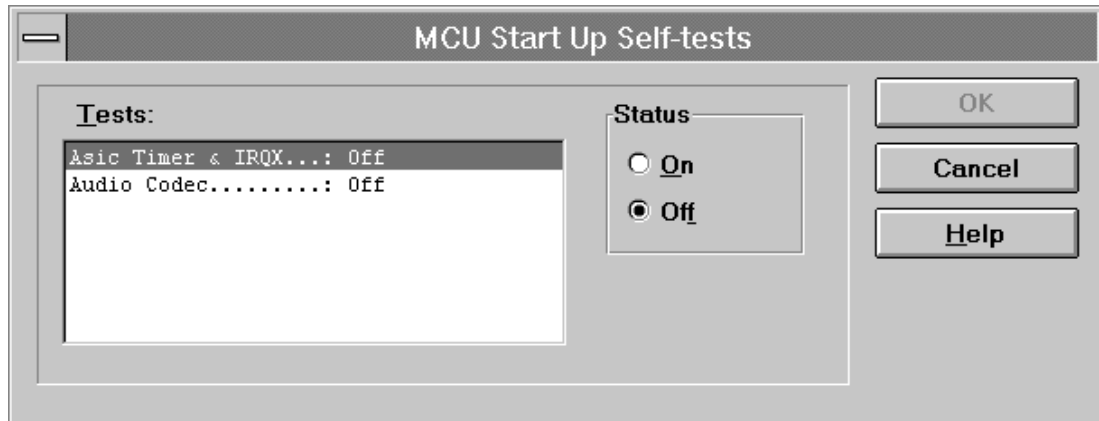 MCU Start Up Self-tests
Tests:
Asic Timer & IRQX...: Off
Audio Codec.........: Off
Status
On
Off
OK
Cancel
Help